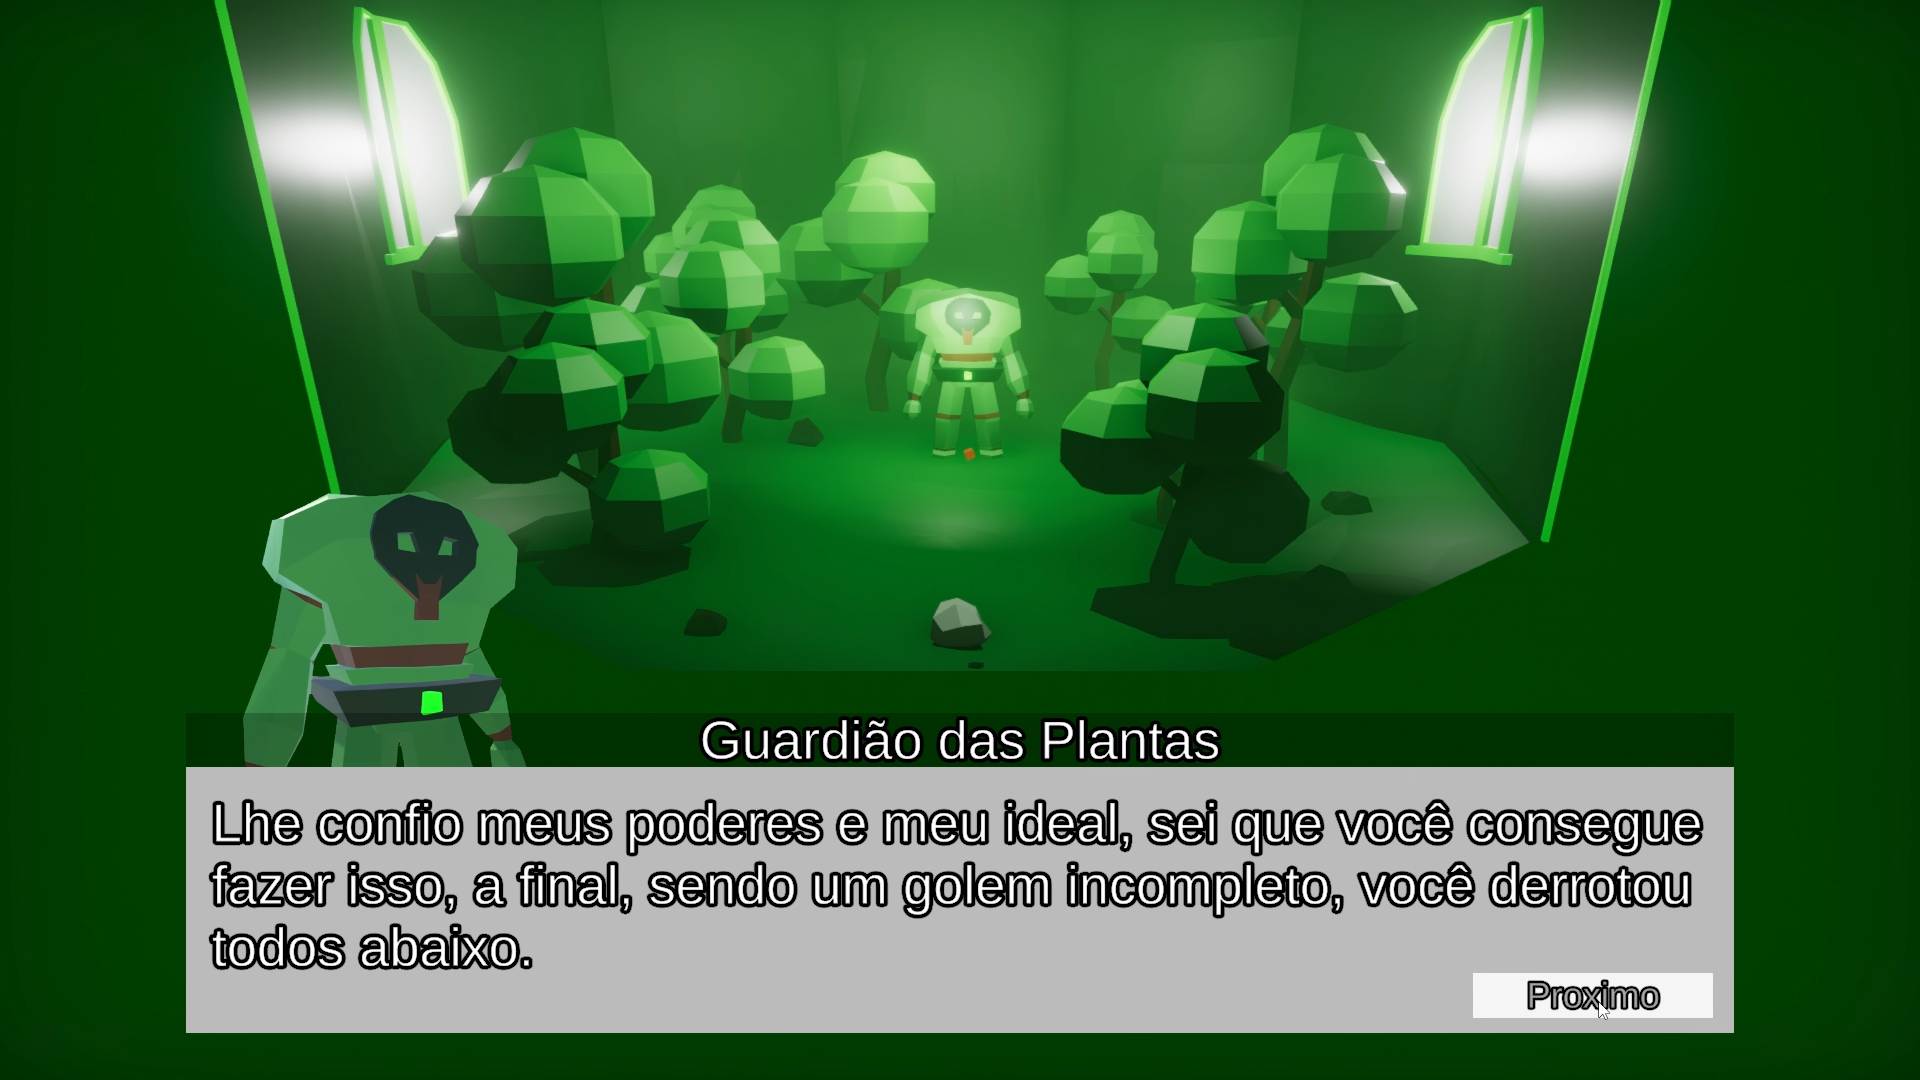 Guardião das Plantas
Lhe confio meus poderes e meu ideal, sei que você consegue
fazer isso, a final, sendo um golem incompleto, você derrotou
todos abaixo.
Proximo